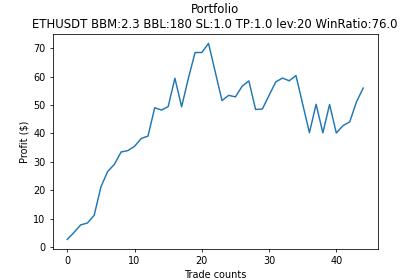 Portfolio
ETHUSDT BBM:2.3 BBL:180 SL:1.0 TP:1.0 lev:20 WinRatio:76.0
70
60
50
40
30
20
10
0
Profit ($)
0 10 20 30 40
Trade counts